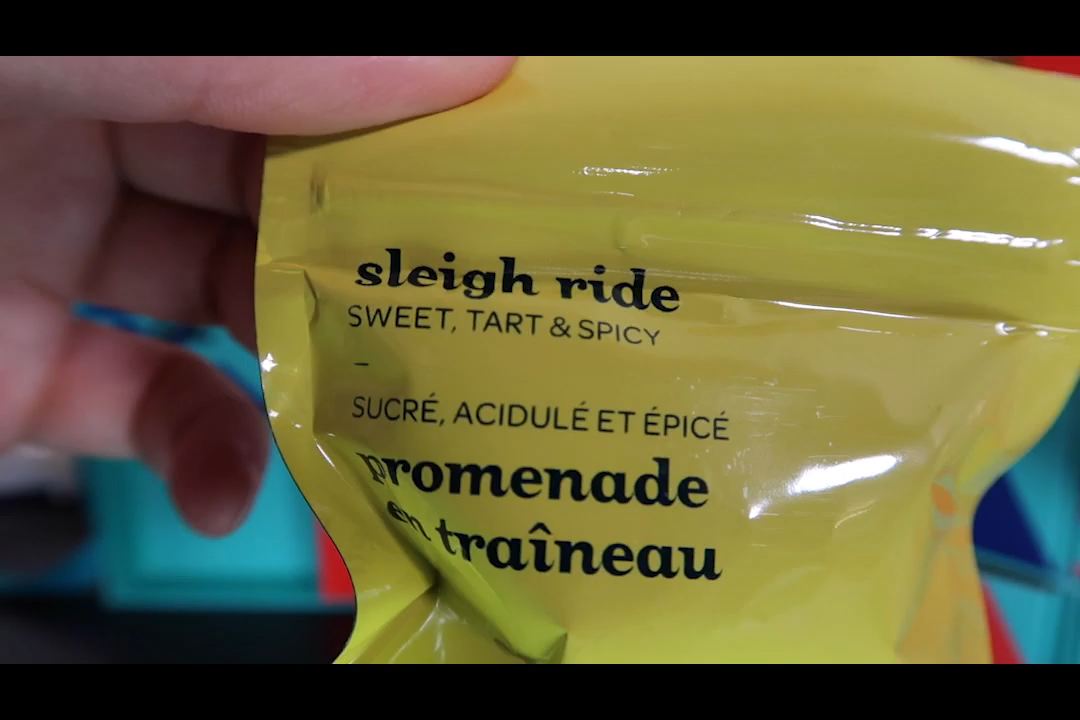 sleigh ride
SWEET, TART & SPICY
–
SUCRÉ, ACIDULÉ ET ÉPICÉ
promenade
en traîneau